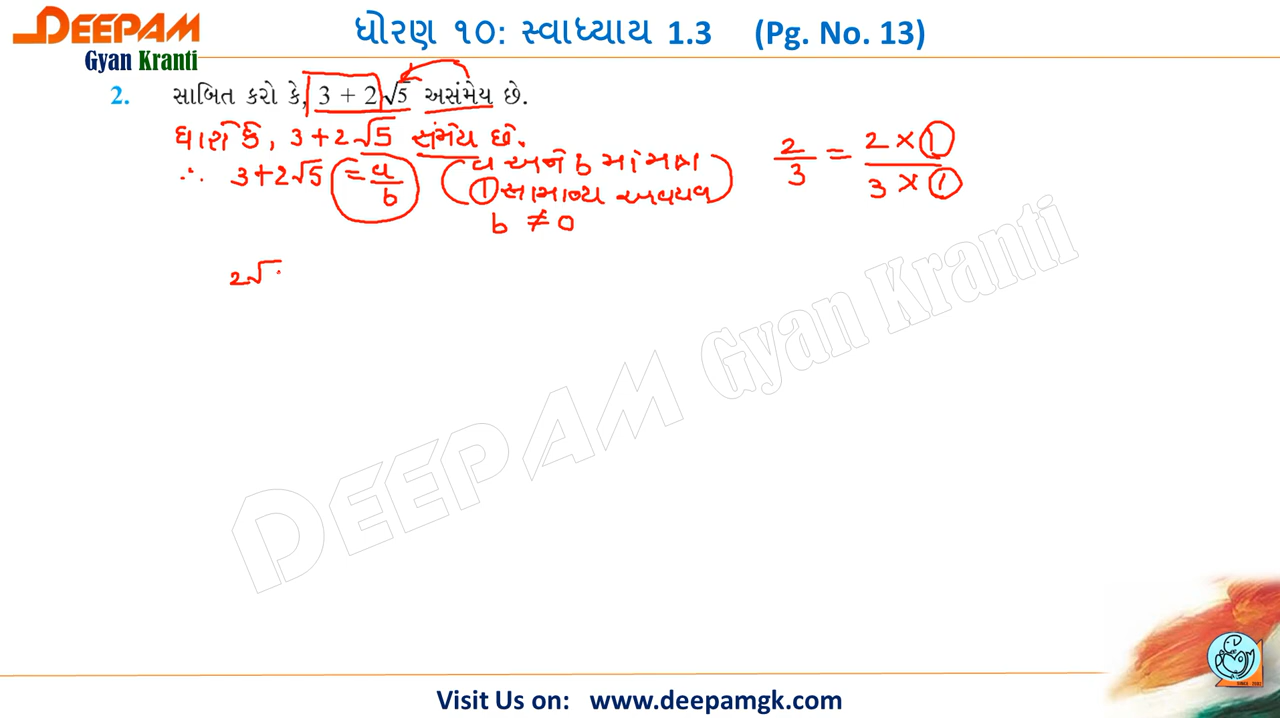 DEEPAM
Gyan Kranti
ધોરણ ૧૦: સ્વાધ્યાય 1.3 (Pg. No. 13)
2. સાબિત કરો કે, 3 + 2√5 અસંમેય છે.
ધારો કે, 3+2√5 સંમેય છે.
∴ 3+2√5 = a/b (a અને b માં માત્ર 1 સામાન્ય અવયવ)
b ≠ 0
2/3 = 2×1/3×1
2√
DEEPAM Gyan Kranti
Visit Us on: www.deepamgk.com